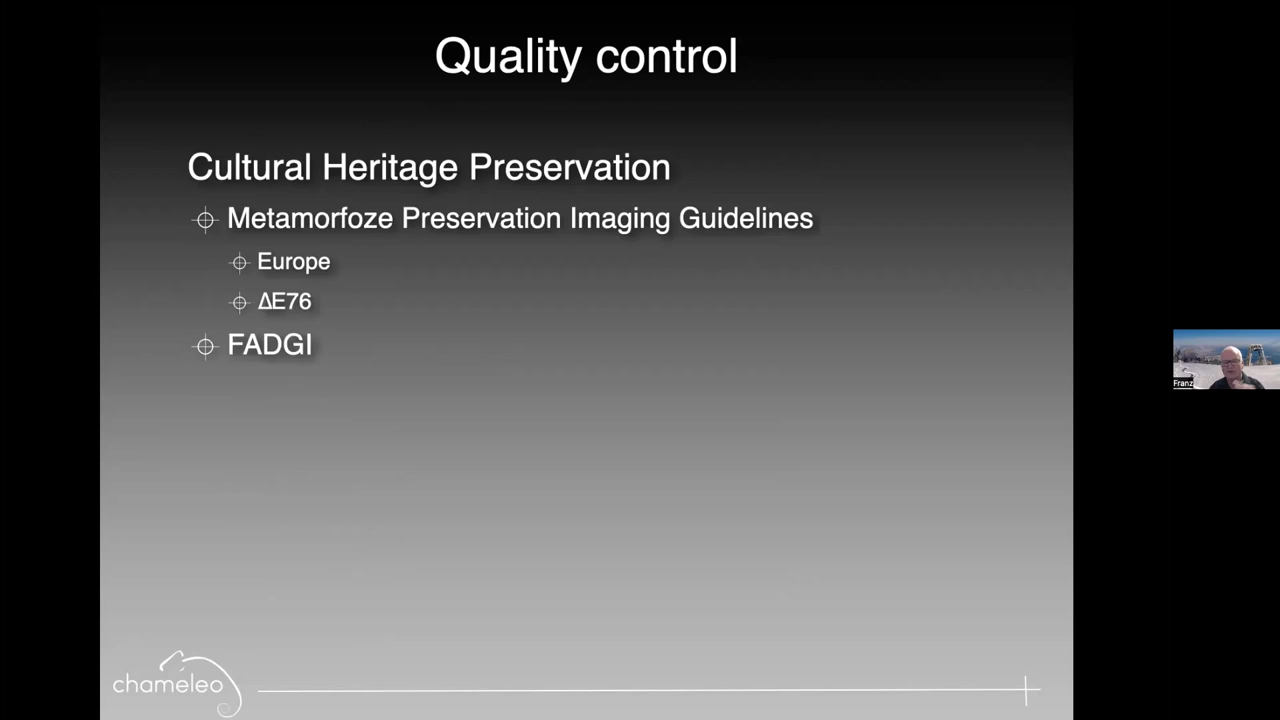 Quality control
Cultural Heritage Preservation
Metamorfoze Preservation Imaging Guidelines
Europe
ΔE76
FADGI
Franz
chameleo